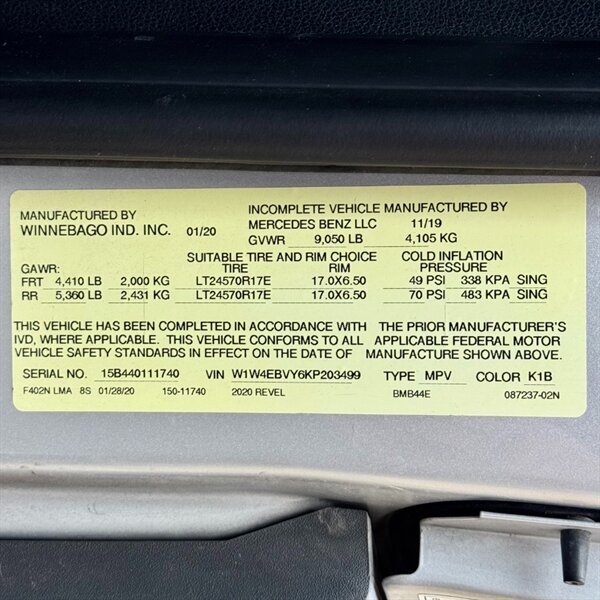 MANUFACTURED BY
WINNEBAGO IND. INC. 01/20
INCOMPLETE VEHICLE MANUFACTURED BY
MERCEDES BENZ LLC 11/19
GVWR 9,050 LB 4,105 KG
SUITABLE TIRE AND RIM CHOICE COLD INFLATION
GAWR: TIRE RIM PRESSURE
FRT 4,410 LB 2,000 KG LT24570R17E 17.0X6.50 49 PSI 338 KPA SING
RR 5,360 LB 2,431 KG LT24570R17E 17.0X6.50 70 PSI 483 KPA SING
THIS VEHICLE HAS BEEN COMPLETED IN ACCORDANCE WITH THE PRIOR MANUFACTURER'S
IVD, WHERE APPLICABLE. THIS VEHICLE CONFORMS TO ALL APPLICABLE FEDERAL MOTOR
VEHICLE SAFETY STANDARDS IN EFFECT ON THE DATE OF MANUFACTURE SHOWN ABOVE.
SERIAL NO. 15B440111740 VIN W1W4EBVY6KP203499 TYPE MPV COLOR K1B
F402N LMA 8S 01/28/20 150-11740 2020 REVEL BMB44E 087237-02N